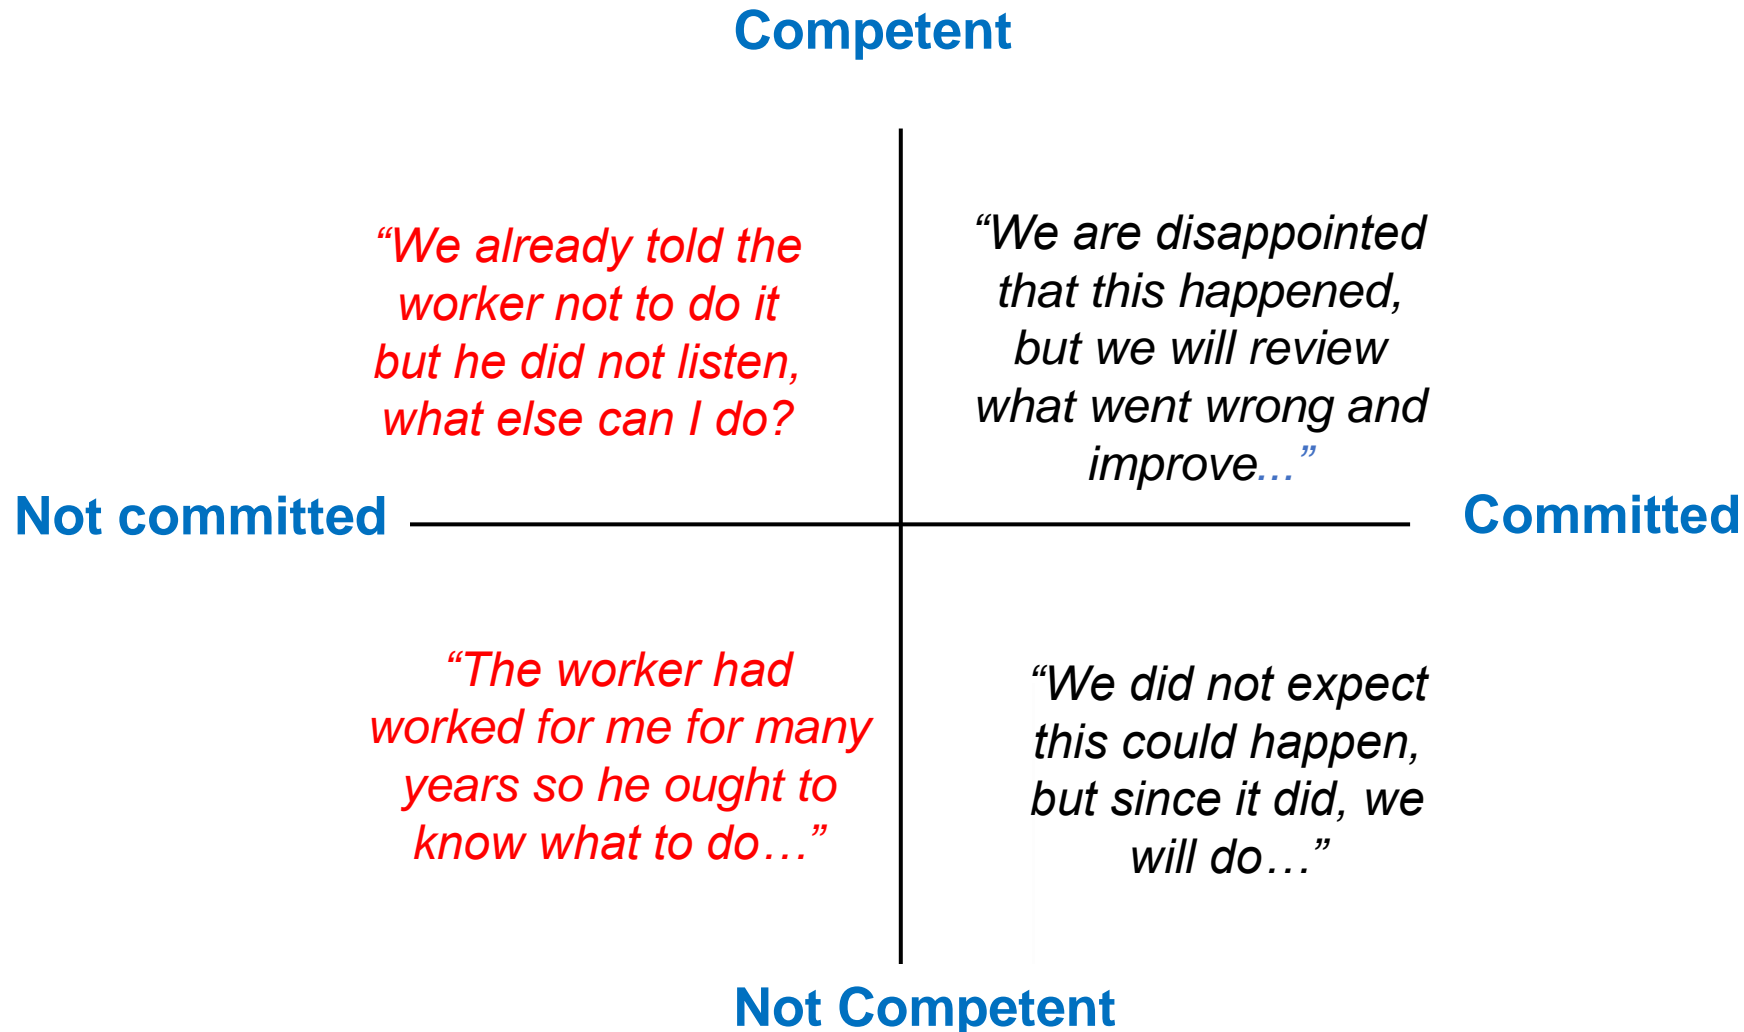 Competent
“We already told the
worker not to do it
but he did not listen,
what else can I do?
“We are disappointed
that this happened,
but we will review
what went wrong and
improve...”
Not committed
Committed
“The worker had
worked for me for many
years so he ought to
know what to do…”
“We did not expect
this could happen,
but since it did, we
will do…”
Not Competent